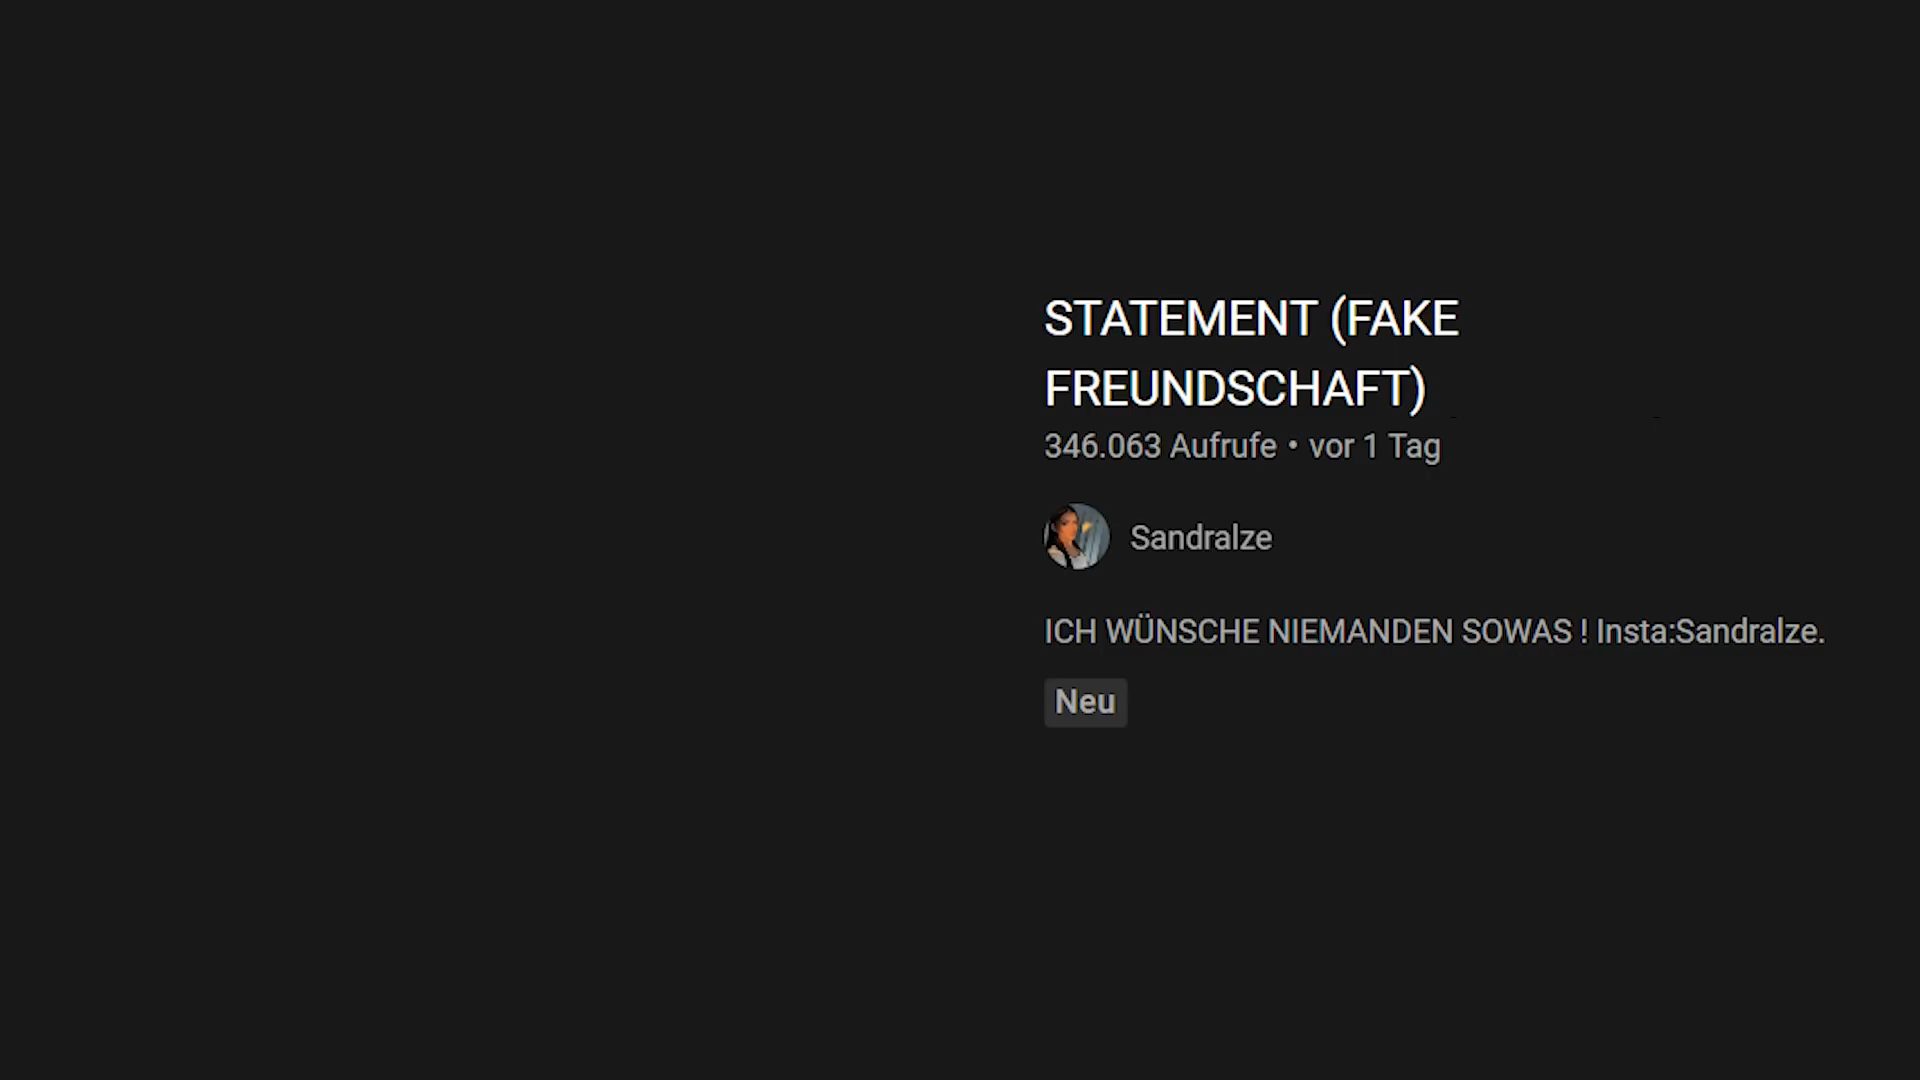 STATEMENT (FAKE
FREUNDSCHAFT)
346.063 Aufrufe • vor 1 Tag
Sandralze
ICH WÜNSCHE NIEMANDEN SOWAS ! Insta:Sandralze.
Neu